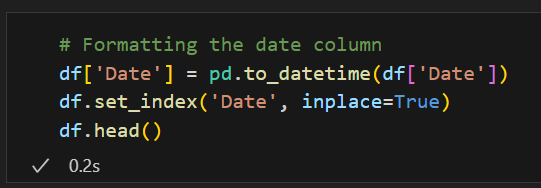 # Formatting the date column
df['Date'] = pd.to_datetime(df['Date'])
df.set_index('Date', inplace=True)
df.head()
0.2s